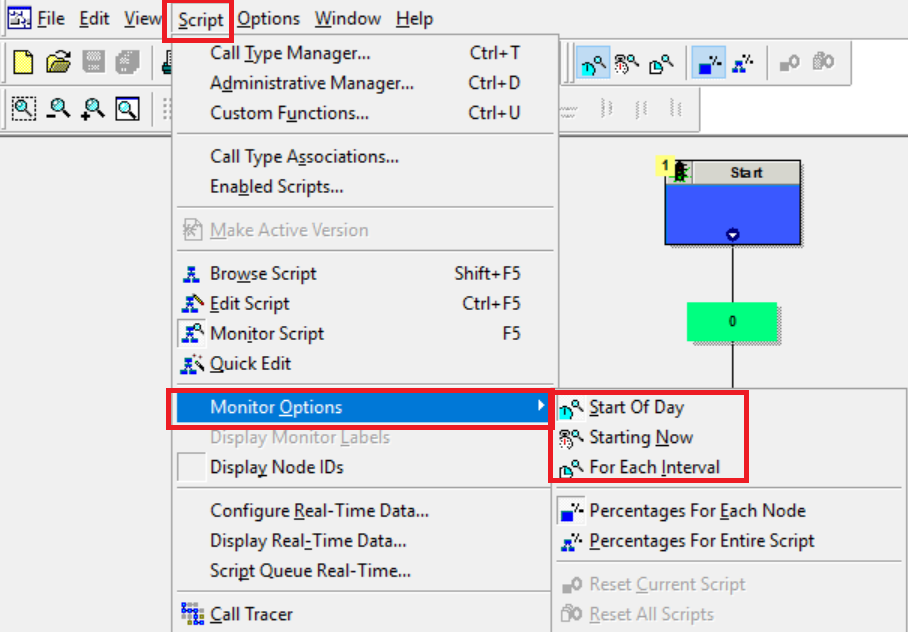 File Edit View Script Options Window Help
Call Type Manager... Ctrl+T
Administrative Manager... Ctrl+D
Custom Functions... Ctrl+U
Call Type Associations...
Enabled Scripts...
1 Start
Make Active Version
Browse Script Shift+F5
Edit Script Ctrl+F5
0
Monitor Script F5
Quick Edit
Monitor Options
Start Of Day
Display Monitor Labels
Starting Now
Display Node IDs
For Each Interval
Configure Real-Time Data...
Percentages For Each Node
Display Real-Time Data...
Percentages For Entire Script
Script Queue Real-Time...
Reset Current Script
Call Tracer
Reset All Scripts